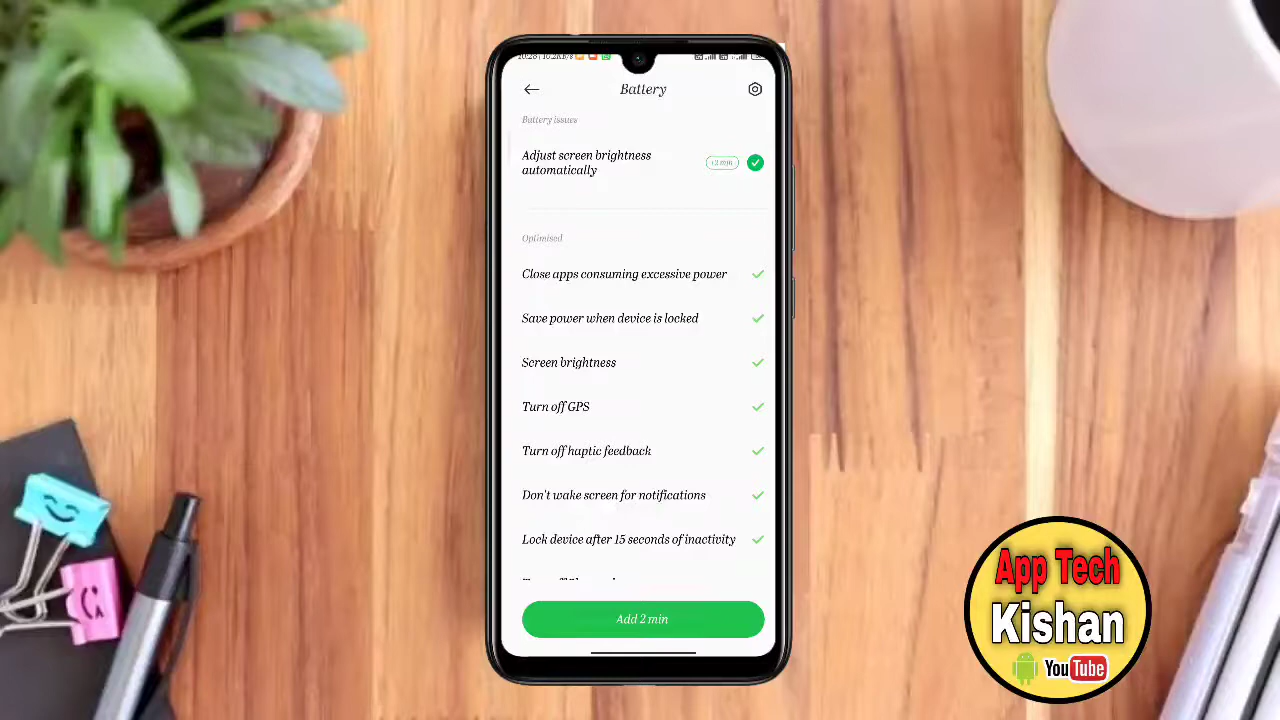 Battery
Battery issues
Adjust screen brightness
automatically
+2 min
Optimised
Close apps consuming excessive power
Save power when device is locked
Screen brightness
Turn off GPS
Turn off haptic feedback
Don't wake screen for notifications
Lock device after 15 seconds of inactivity
Add 2 min
App Tech
Kishan
YouTube